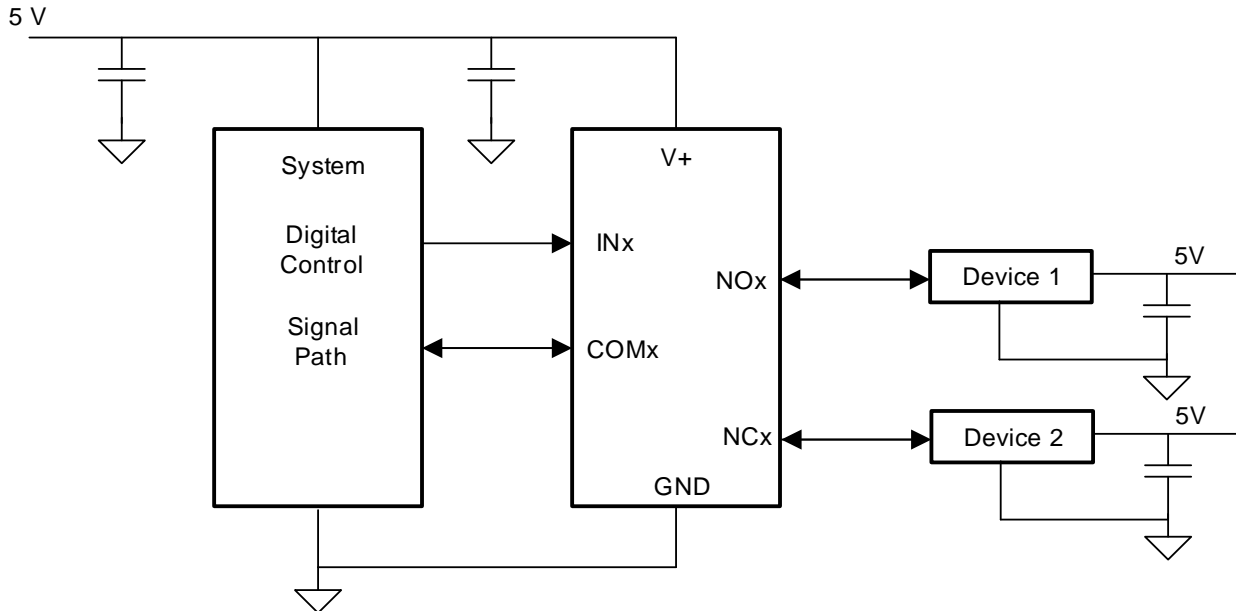 5 V
System
Digital
Control
Signal
Path
V+
INx
COMx
NOx
NCx
GND
Device 1
5V
Device 2
5V